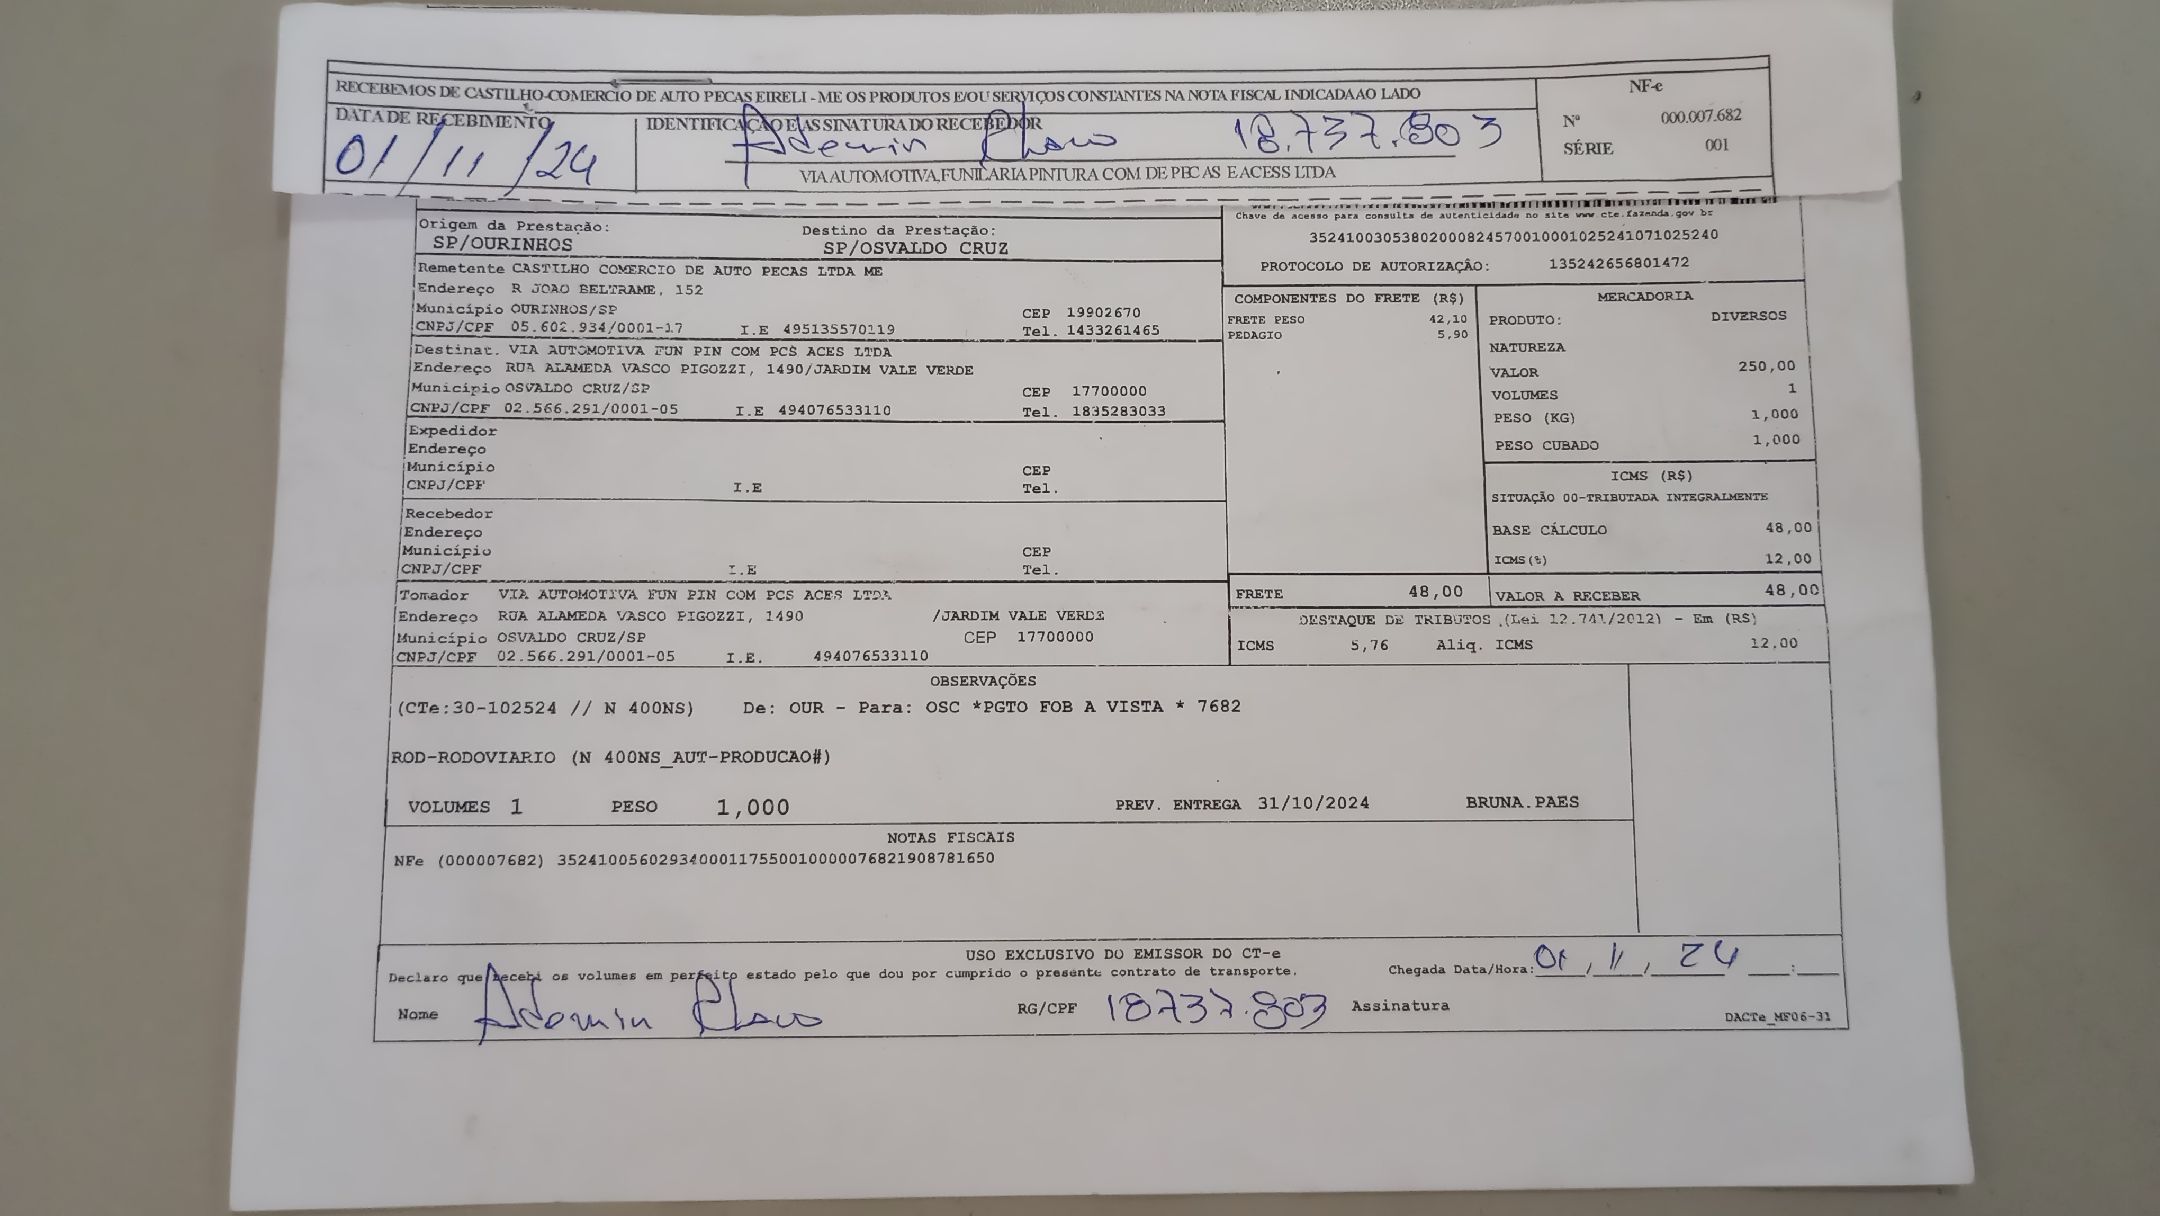 RECEBEMOS DE CASTILHO-COMERCIO DE AUTO PECAS EIRELI - ME OS PRODUTOS E/OU SERVIÇOS CONSTANTES NA NOTA FISCAL INDICADA AO LADO
NF-e
Nº 000.007.682
SÉRIE 001
DATA DE RECEBIMENTO
01/11/24
IDENTIFICAÇÃO E ASSINATURA DO RECEBEDOR
18.737.803
VIA AUTOMOTIVA,FUNILARIA PINTURA COM DE PECAS E ACESS LTDA
Origem da Prestação:
SP/OURINHOS
Destino da Prestação:
SP/OSVALDO CRUZ
Chave de acesso para consulta de autenticidade no site www.cte.fazenda.gov br
35241003053802000824570010001025241071025240
PROTOCOLO DE AUTORIZAÇÃO: 135242656801472
Remetente CASTILHO COMERCIO DE AUTO PECAS LTDA ME
Endereço R JOAO BELTRAME, 152
Município OURINHOS/SP CEP 19902670
CNPJ/CPF 05.602.934/0001-17 I.E 495135570119 Tel. 1433261465
Destinat. VIA AUTOMOTIVA FUN PIN COM PCS ACES LTDA
Endereço RUA ALAMEDA VASCO PIGOZZI, 1490/JARDIM VALE VERDE
Município OSVALDO CRUZ/SP CEP 17700000
CNPJ/CPF 02.566.291/0001-05 I.E 494076533110 Tel. 1835283033
Expedidor
Endereço
Município CEP
CNPJ/CPF I.E Tel.
Recebedor
Endereço
Município CEP
CNPJ/CPF I.E Tel.
Tomador VIA AUTOMOTIVA FUN PIN COM PCS ACES LTDA
Endereço RUA ALAMEDA VASCO PIGOZZI, 1490 /JARDIM VALE VERDE
Município OSVALDO CRUZ/SP CEP 17700000
CNPJ/CPF 02.566.291/0001-05 I.E. 494076533110
COMPONENTES DO FRETE (R$)
FRETE PESO 42,10
PEDAGIO 5,90
MERCADORIA
PRODUTO: DIVERSOS
NATUREZA
VALOR 250,00
VOLUMES 1
PESO (KG) 1,000
PESO CUBADO 1,000
ICMS (R$)
SITUAÇÃO 00-TRIBUTADA INTEGRALMENTE
BASE CÁLCULO 48,00
ICMS(%) 12,00
FRETE 48,00
VALOR A RECEBER 48,00
DESTAQUE DE TRIBUTOS (Lei 12.741/2012) - Em (R$)
ICMS 5,76 Aliq. ICMS 12,00
OBSERVAÇÕES
(CTe:30-102524 // N 400NS) De: OUR - Para: OSC *PGTO FOB A VISTA * 7682
ROD-RODOVIARIO (N 400NS_AUT-PRODUCAO#)
VOLUMES 1 PESO 1,000 PREV. ENTREGA 31/10/2024 BRUNA.PAES
NOTAS FISCAIS
NFe (000007682) 35241005602934000117550010000076821908781650
USO EXCLUSIVO DO EMISSOR DO CT-e
Declaro que recebi os volumes em perfeito estado pelo que dou por cumprido o presente contrato de transporte.
Chegada Data/Hora: 01/11/24 __:__
Nome
RG/CPF 18737.803 Assinatura
DACTe_MF06-31